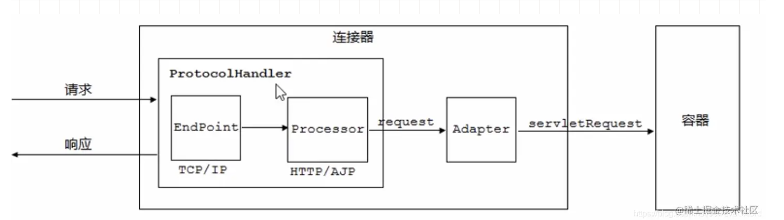 连接器
ProtocolHandler
请求
EndPoint
Processor
request
Adapter
servletRequest
容器
响应
TCP/IP
HTTP/AJP
@稀土掘金技术社区